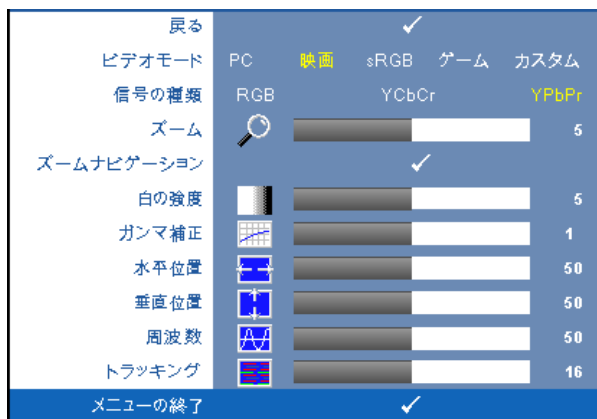 戻る
ビデオモード PC 映画 sRGB ゲーム カスタム
信号の種類 RGB YCbCr YPbPr
ズーム 5
ズームナビゲーション
白の強度 5
ガンマ補正 1
水平位置 50
垂直位置 50
周波数 50
トラッキング 16
メニューの終了